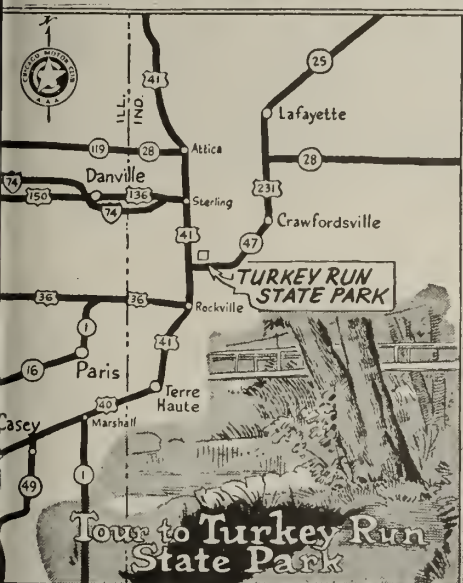 N
CHICAGO MOTOR CLUB
A A A
41
ILL.
IND.
25
Lafayette
119
28
Attica
28
74
Danville
150
136
Sterling
231
74
41
Crawfordsville
47
TURKEY RUN
STATE PARK
36
36
Rockville
1
41
16
Paris
Terre
Haute
40
Casey
Marshall
49
1
Tour to Turkey Run
State Park